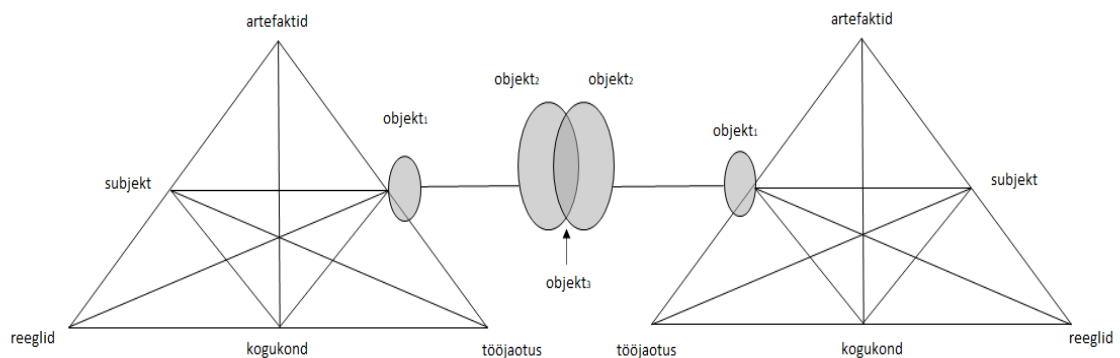 artefaktid
artefaktid
objekt₂
objekt₂
objekt₁
objekt₁
subjekt
subjekt
objekt₃
reeglid
kogukond
tööjaotus
tööjaotus
kogukond
reeglid